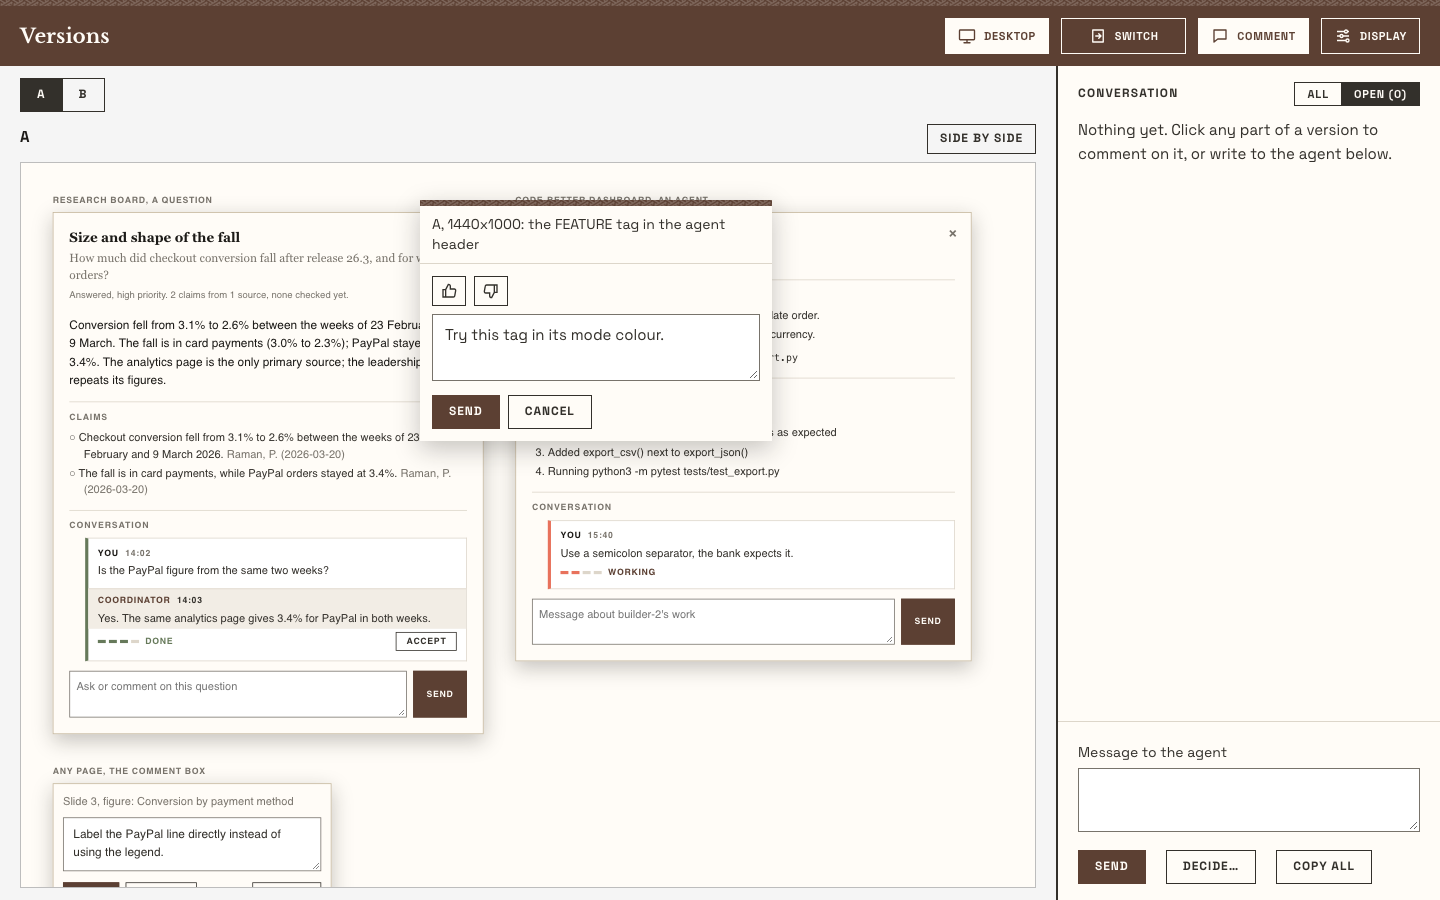 Versions
DESKTOP
SWITCH
COMMENT
DISPLAY
A
B
A
SIDE BY SIDE
RESEARCH BOARD, A QUESTION
Size and shape of the fall
How much did checkout conversion fall after release 26.3, and for
orders?
Answered, high priority. 2 claims from 1 source, none checked yet.
Conversion fell from 3.1% to 2.6% between the weeks of 23
9 March. The fall is in card payments (3.0% to 2.3%); PayPal
3.4%. The analytics page is the only primary source; the leadership
repeats its figures.
CLAIMS
○ Checkout conversion fell from 3.1% to 2.6% between the weeks of 23
February and 9 March 2026. Raman, P. (2026-03-20)
○ The fall is in card payments, while PayPal orders stayed at 3.4%. Raman, P.
(2026-03-20)
CONVERSATION
YOU 14:02
Is the PayPal figure from the same two weeks?
COORDINATOR 14:03
Yes. The same analytics page gives 3.4% for PayPal in both weeks.
DONE
ACCEPT
Ask or comment on this question
SEND
CODE BETTER DASHBOARD, AN AGENT
×
A, 1440x1000: the FEATURE tag in the agent
header
Try this tag in its mode colour.
SEND
CANCEL
order.
currency.
as expected
3. Added export_csv() next to export_json()
4. Running python3 -m pytest tests/test_export.py
CONVERSATION
YOU 15:40
Use a semicolon separator, the bank expects it.
WORKING
Message about builder-2's work
SEND
ANY PAGE, THE COMMENT BOX
Slide 3, figure: Conversion by payment method
Label the PayPal line directly instead of
using the legend.
CONVERSATION
ALL
OPEN (0)
Nothing yet. Click any part of a version to
comment on it, or write to the agent below.
Message to the agent
SEND
DECIDE…
COPY ALL